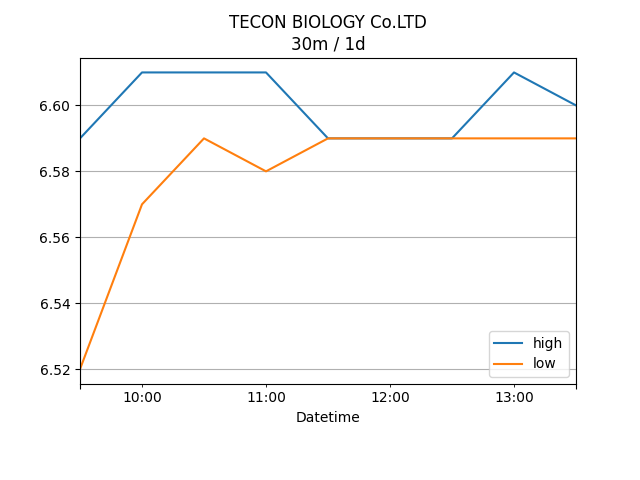 TECON BIOLOGY Co.LTD
30m / 1d
6.60
6.58
6.56
6.54
6.52
high
low
10:00 11:00 12:00 13:00
Datetime